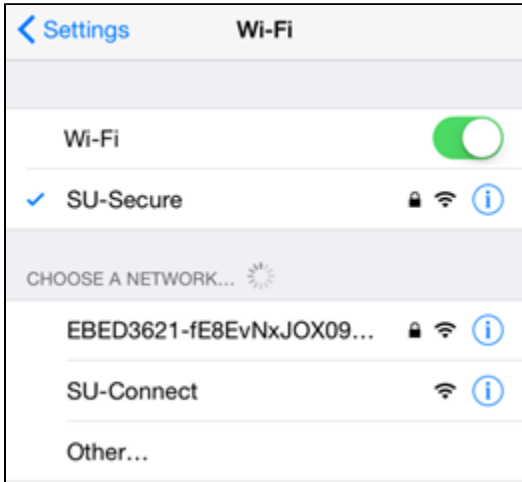 Settings Wi-Fi
Wi-Fi
SU-Secure
CHOOSE A NETWORK...
EBED3621-fE8EvNxJOX09...
SU-Connect
Other...